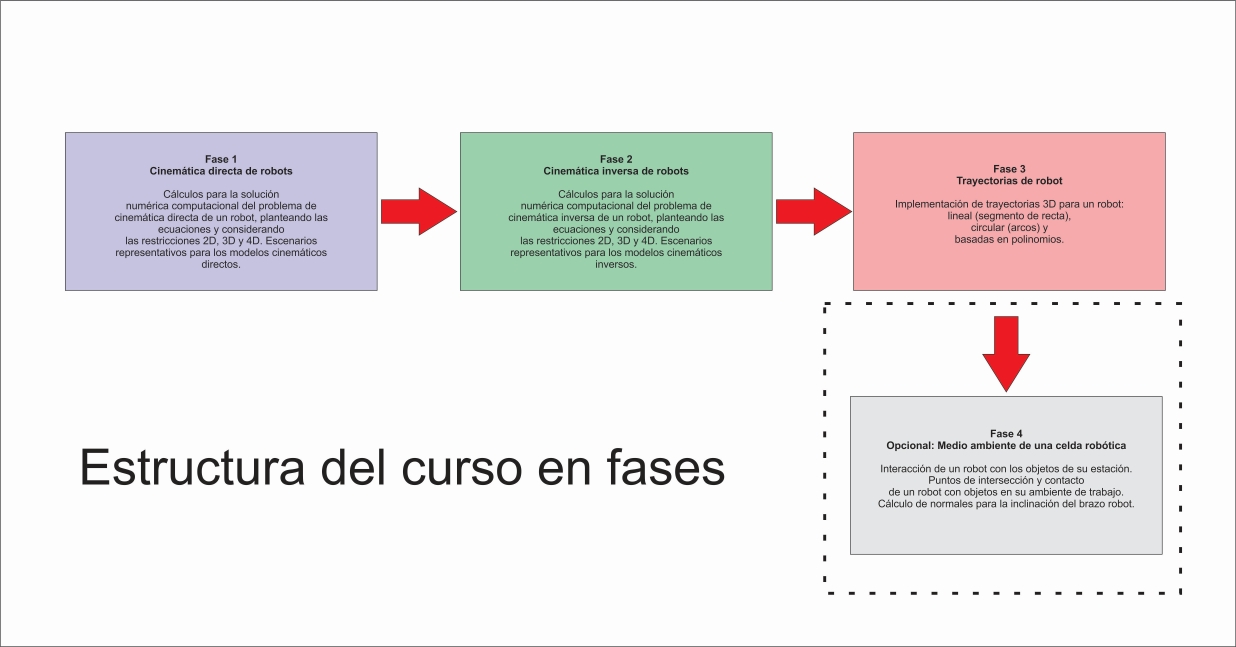 Fase 1
Cinemática directa de robots
Cálculos para la solución
numérica computacional del problema de
cinemática directa de un robot, planteando las
ecuaciones y considerando
las restricciones 2D, 3D y 4D. Escenarios
representativos para los modelos cinemáticos
directos.
Fase 2
Cinemática inversa de robots
Cálculos para la solución
numérica computacional del problema de
cinemática inversa de un robot, planteando las
ecuaciones y considerando
las restricciones 2D, 3D y 4D. Escenarios
representativos para los modelos cinemáticos
inversos.
Fase 3
Trayectorias de robot
Implementación de trayectorias 3D para un robot:
lineal (segmento de recta),
circular (arcos) y
basadas en polinomios.
Fase 4
Opcional: Medio ambiente de una celda robótica
Interacción de un robot con los objetos de su estación.
Puntos de intersección y contacto
de un robot con objetos en su ambiente de trabajo.
Cálculo de normales para la inclinación del brazo robot.
Estructura del curso en fases